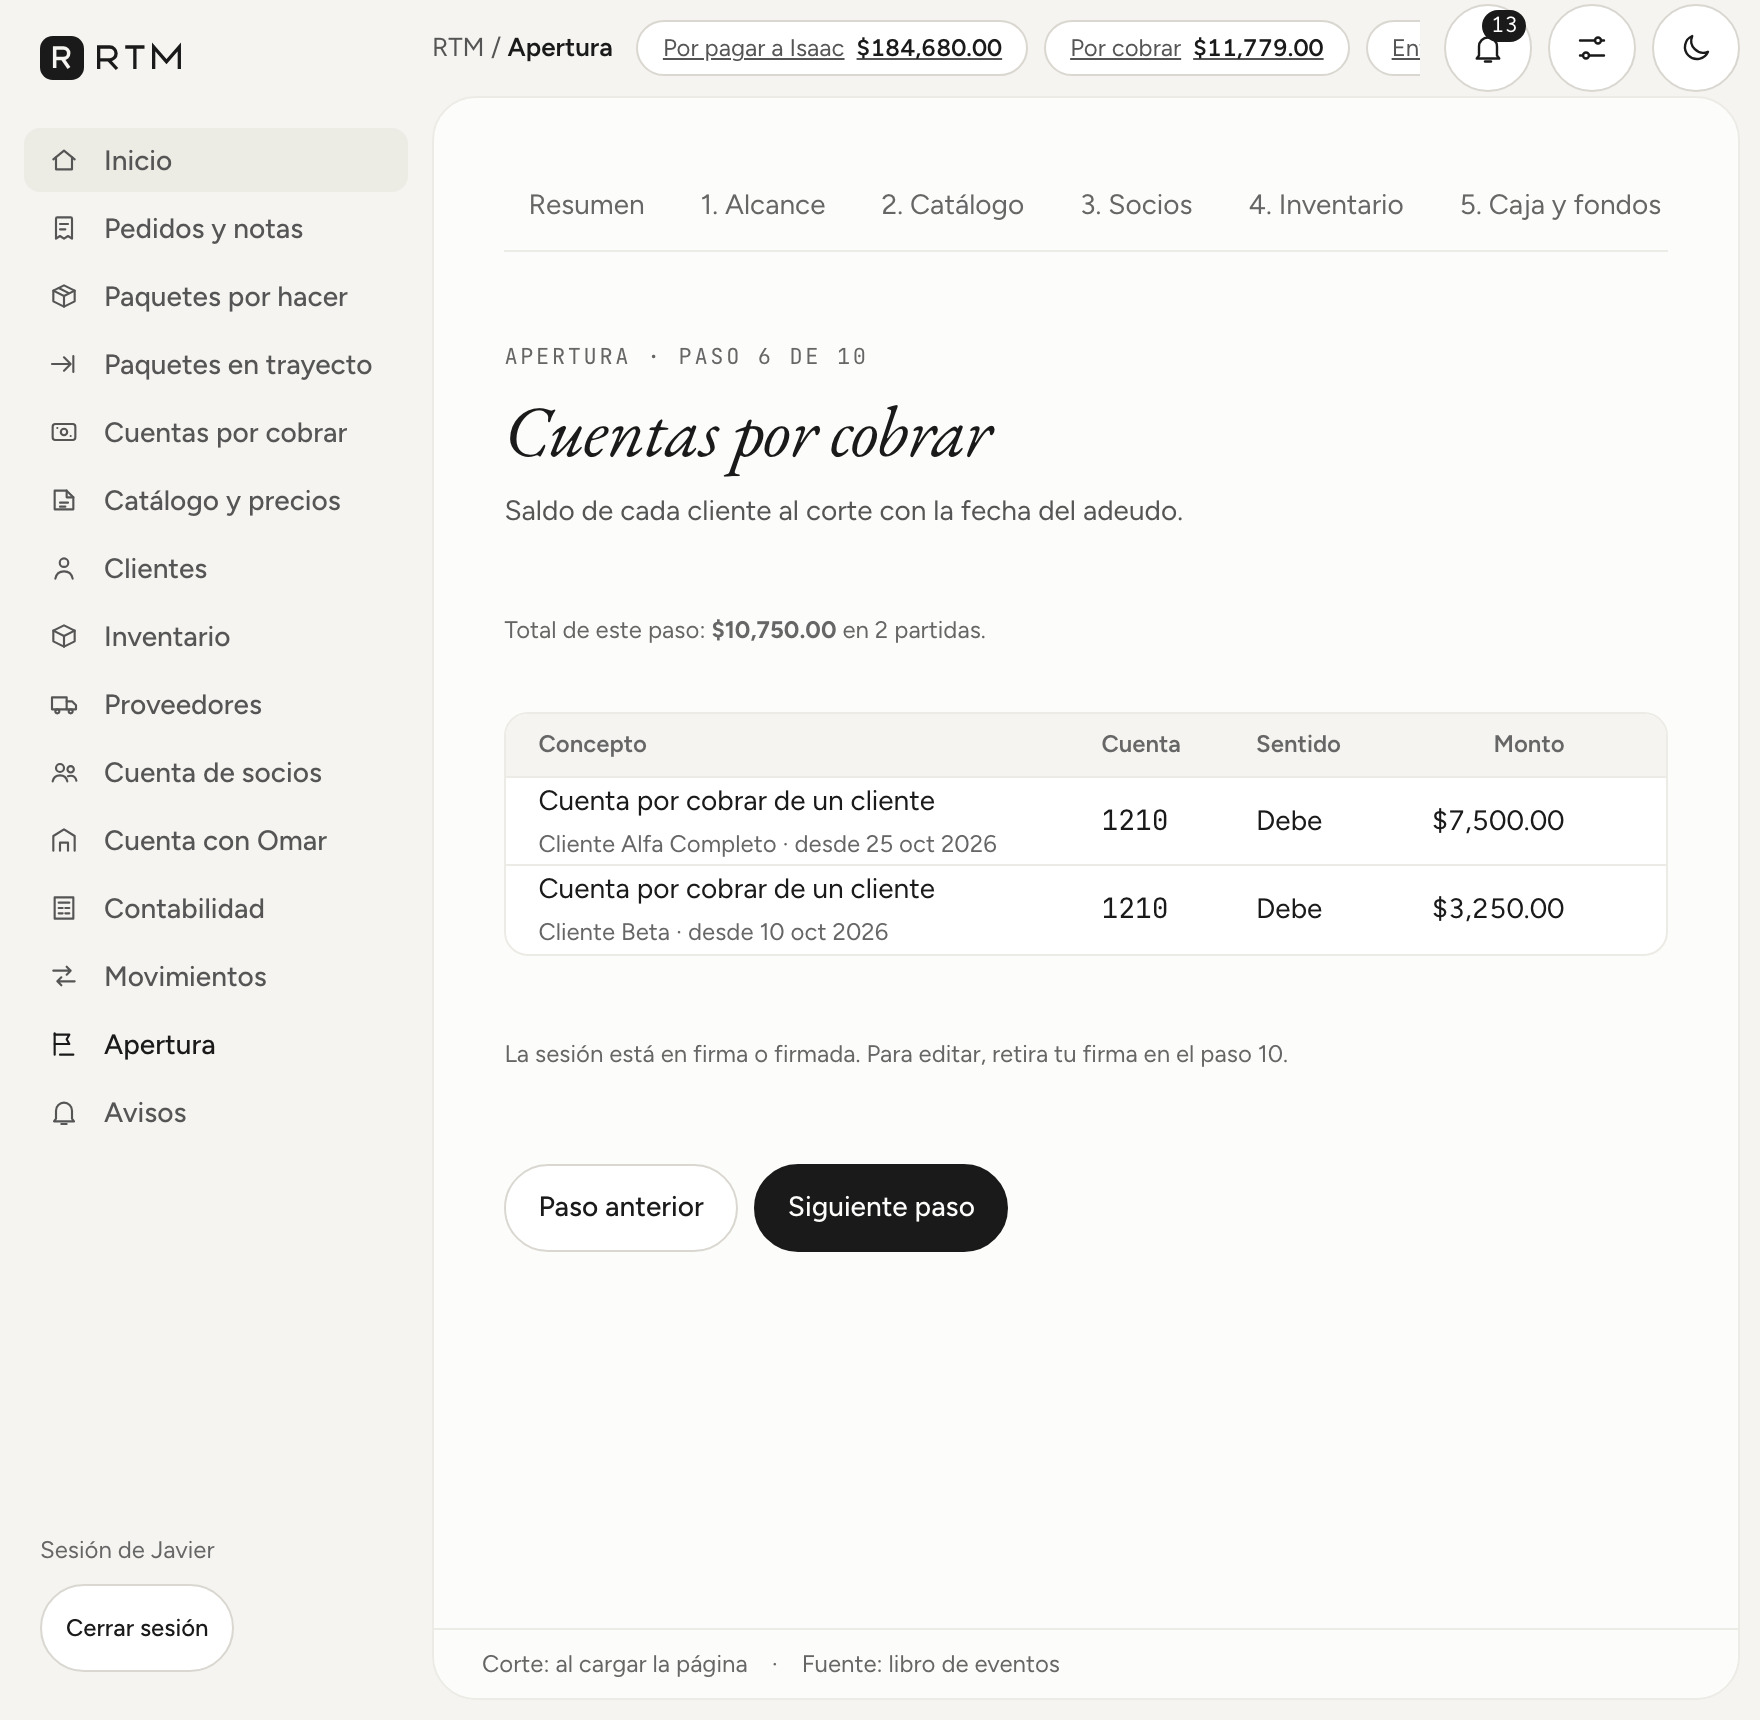 R RTM
RTM / Apertura
Por pagar a Isaac $184,680.00
Por cobrar $11,779.00
En
13
Inicio
Pedidos y notas
Paquetes por hacer
Paquetes en trayecto
Cuentas por cobrar
Catálogo y precios
Clientes
Inventario
Proveedores
Cuenta de socios
Cuenta con Omar
Contabilidad
Movimientos
Apertura
Avisos
Sesión de Javier
Cerrar sesión
Resumen 1. Alcance 2. Catálogo 3. Socios 4. Inventario 5. Caja y fondos
APERTURA · PASO 6 DE 10
Cuentas por cobrar
Saldo de cada cliente al corte con la fecha del adeudo.
Total de este paso: $10,750.00 en 2 partidas.
Concepto Cuenta Sentido Monto
Cuenta por cobrar de un cliente 1210 Debe $7,500.00
Cliente Alfa Completo · desde 25 oct 2026
Cuenta por cobrar de un cliente 1210 Debe $3,250.00
Cliente Beta · desde 10 oct 2026
La sesión está en firma o firmada. Para editar, retira tu firma en el paso 10.
Paso anterior Siguiente paso
Corte: al cargar la página · Fuente: libro de eventos